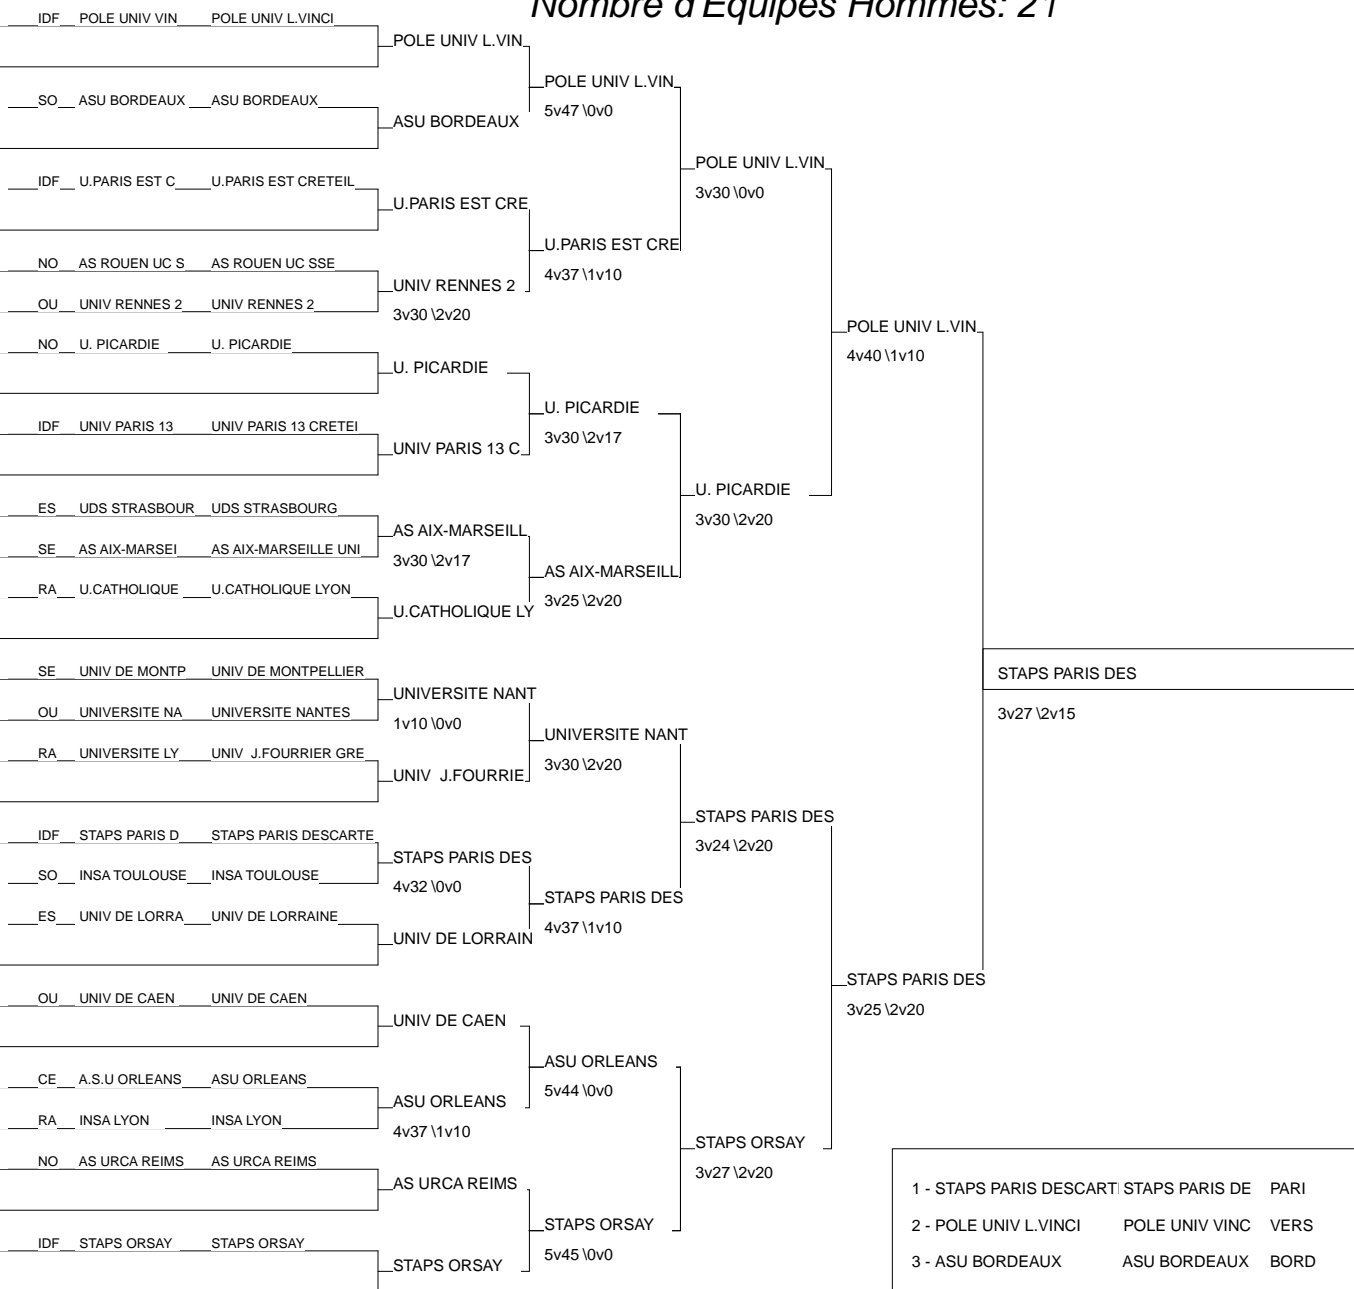 Nombre d'Equipes Hommes: 21
IDF POLE UNIV VIN POLE UNIV L.VINCI
SO ASU BORDEAUX ASU BORDEAUX
IDF U.PARIS EST C U.PARIS EST CRETEIL
NO AS ROUEN UC S AS ROUEN UC SSE
OU UNIV RENNES 2 UNIV RENNES 2
NO U. PICARDIE U. PICARDIE
IDF UNIV PARIS 13 UNIV PARIS 13 CRETEI
ES UDS STRASBOUR UDS STRASBOURG
SE AS AIX-MARSEI AS AIX-MARSEILLE UNI
RA U.CATHOLIQUE U.CATHOLIQUE LYON
SE UNIV DE MONTP UNIV DE MONTPELLIER
OU UNIVERSITE NA UNIVERSITE NANTES
RA UNIVERSITE LY UNIV J.FOURRIER GRE
IDF STAPS PARIS D STAPS PARIS DESCARTE
SO INSA TOULOUSE INSA TOULOUSE
ES UNIV DE LORRA UNIV DE LORRAINE
OU UNIV DE CAEN UNIV DE CAEN
CE A.S.U ORLEANS ASU ORLEANS
RA INSA LYON INSA LYON
NO AS URCA REIMS AS URCA REIMS
IDF STAPS ORSAY STAPS ORSAY
POLE UNIV L.VIN
ASU BORDEAUX
U.PARIS EST CRE
UNIV RENNES 2
3v30 \2v20
U. PICARDIE
UNIV PARIS 13 C
AS AIX-MARSEILL
3v30 \2v17
U.CATHOLIQUE LY
UNIVERSITE NANT
1v10 \0v0
UNIV J.FOURRIE
STAPS PARIS DES
4v32 \0v0
UNIV DE LORRAIN
UNIV DE CAEN
ASU ORLEANS
4v37 \1v10
AS URCA REIMS
STAPS ORSAY
POLE UNIV L.VIN
5v47 \0v0
U.PARIS EST CRE
4v37 \1v10
U. PICARDIE
3v30 \2v17
AS AIX-MARSEILL
3v25 \2v20
UNIVERSITE NANT
3v30 \2v20
STAPS PARIS DES
4v37 \1v10
ASU ORLEANS
5v44 \0v0
STAPS ORSAY
5v45 \0v0
POLE UNIV L.VIN
3v30 \0v0
U. PICARDIE
3v30 \2v20
STAPS PARIS DES
3v24 \2v20
STAPS ORSAY
3v27 \2v20
POLE UNIV L.VIN
4v40 \1v10
STAPS PARIS DES
3v25 \2v20
STAPS PARIS DES
3v27 \2v15
1 - STAPS PARIS DESCART STAPS PARIS DE PARI
2 - POLE UNIV L.VINCI POLE UNIV VINC VERS
3 - ASU BORDEAUX ASU BORDEAUX BORD